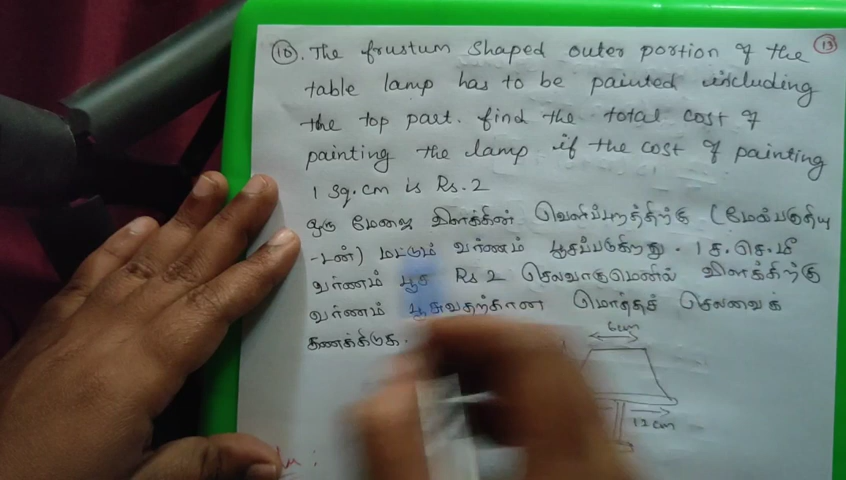 (10). The frustum shaped outer portion of the
(13)
table lamp has to be painted including
the top part. find the total cost of
painting the lamp if the cost of painting
1 sq.cm is Rs. 2
ஒரு மேஜை விளக்கின் வெளிப்புறத்திற்கு (மேல்பகுதியு
-டன்) மட்டும் வர்ணம் பூசப்படுகிறது. 1 ச.செ.மீ
வர்ணம் பூச Rs 2 செலவாகுமெனில் விளக்கிற்கு
வர்ணம் பூசுவதற்கான மொத்தச் செலவைக்
கணக்கிடுக.
6cm
12cm